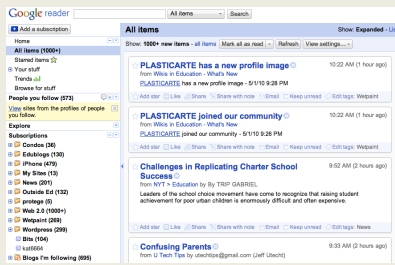 Google reader
All items
Search
Add a subscription
Home
All items (1000+)
Starred items
Your stuff
Trends
Browse for stuff
People you follow (573)
View sites from the profiles of people you follow.
Explore
Subscriptions
Condos (36)
Edublogs (130)
iPhone (479)
My Sites (13)
News (201)
Outside Ed (132)
protege (5)
Web 2.0 (1000+)
Wetpaint (269)
Wordpress (299)
Bits (104)
kat6664
Blogs I'm following (695)
All items
Show: Expanded - Lis
Show: 1000+ new items - all items Mark all as read Refresh View settings...
PLASTICARTE has a new profile image 10:22 AM (1 hour ago)
from Wikis in Education - What's New
PLASTICARTE has a new profile image - 5/1/10 9:28 PM
Add star Like Share Share with note Email Keep unread Edit tags: Wetpaint
PLASTICARTE joined our community 10:22 AM (1 hour ago)
from Wikis in Education - What's New
PLASTICARTE joined our community - 5/1/10 9:26 PM
Add star Like Share Share with note Email Keep unread Edit tags: Wetpaint
Challenges in Replicating Charter School Success 9:52 AM (2 hours ago)
from NYT > Education by By TRIP GABRIEL
Leaders of the school choice movement have come to recognize that raising student
achievement for poor urban children is enormously difficult and often expensive.
Add star Like Share Share with note Email Keep unread Edit tags: News
Confusing Parents 9:33 AM (2 hours ago)
from U Tech Tips by utechtips@gmail.com (Jeff Utecht)